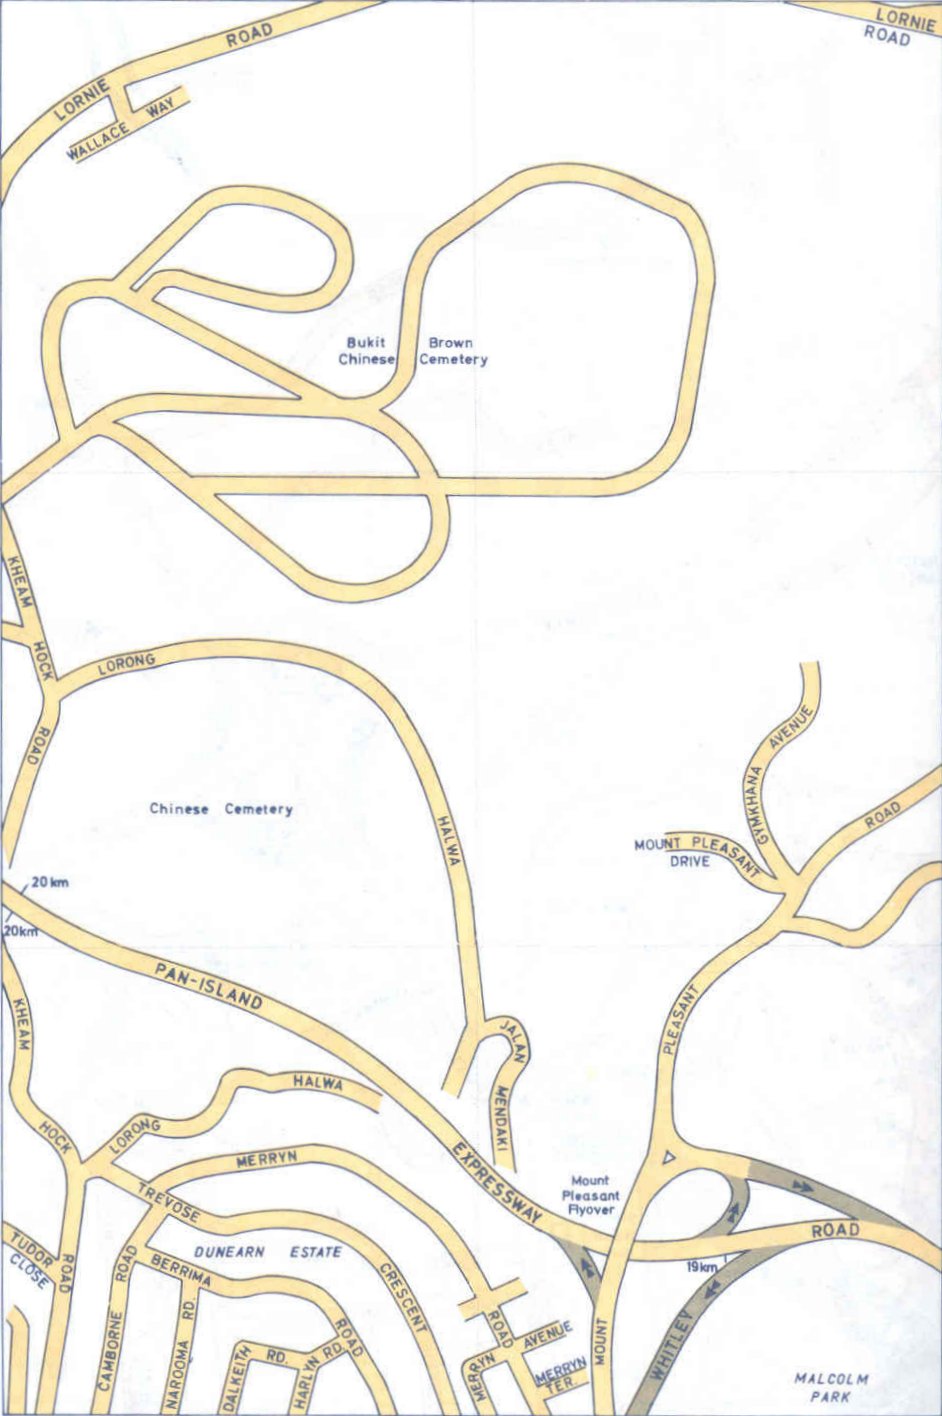 LORNIE ROAD
LORNIE
ROAD
WALLACE WAY
Bukit Brown
Chinese Cemetery
KHEAM HOCK ROAD
LORONG HALWA
Chinese Cemetery
GYMKHANA AVENUE
MOUNT PLEASANT
DRIVE
MOUNT PLEASANT ROAD
20 km
20km
PAN-ISLAND EXPRESSWAY
KHEAM HOCK ROAD
LORONG HALWA
JALAN MENDAKI
MERRYN ROAD
Mount
Pleasant
Flyover
TREVOSE CRESCENT
DUNEARN ESTATE
TUDOR
CLOSE
BERRIMA ROAD
CAMBORNE ROAD
NAROOMA RD.
DALKEITH RD.
HARLYN RD.
MERRYN AVENUE
MERRYN
TER.
19km
WHITLEY ROAD
MALCOLM
PARK